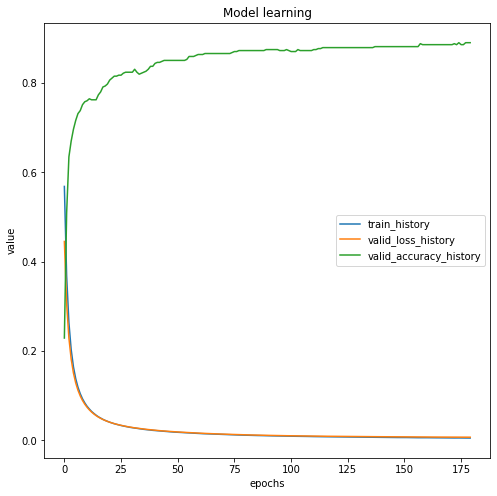 Model learning
value
0.8
0.6
0.4
0.2
0.0
train_history
valid_loss_history
valid_accuracy_history
0 25 50 75 100 125 150 175
epochs